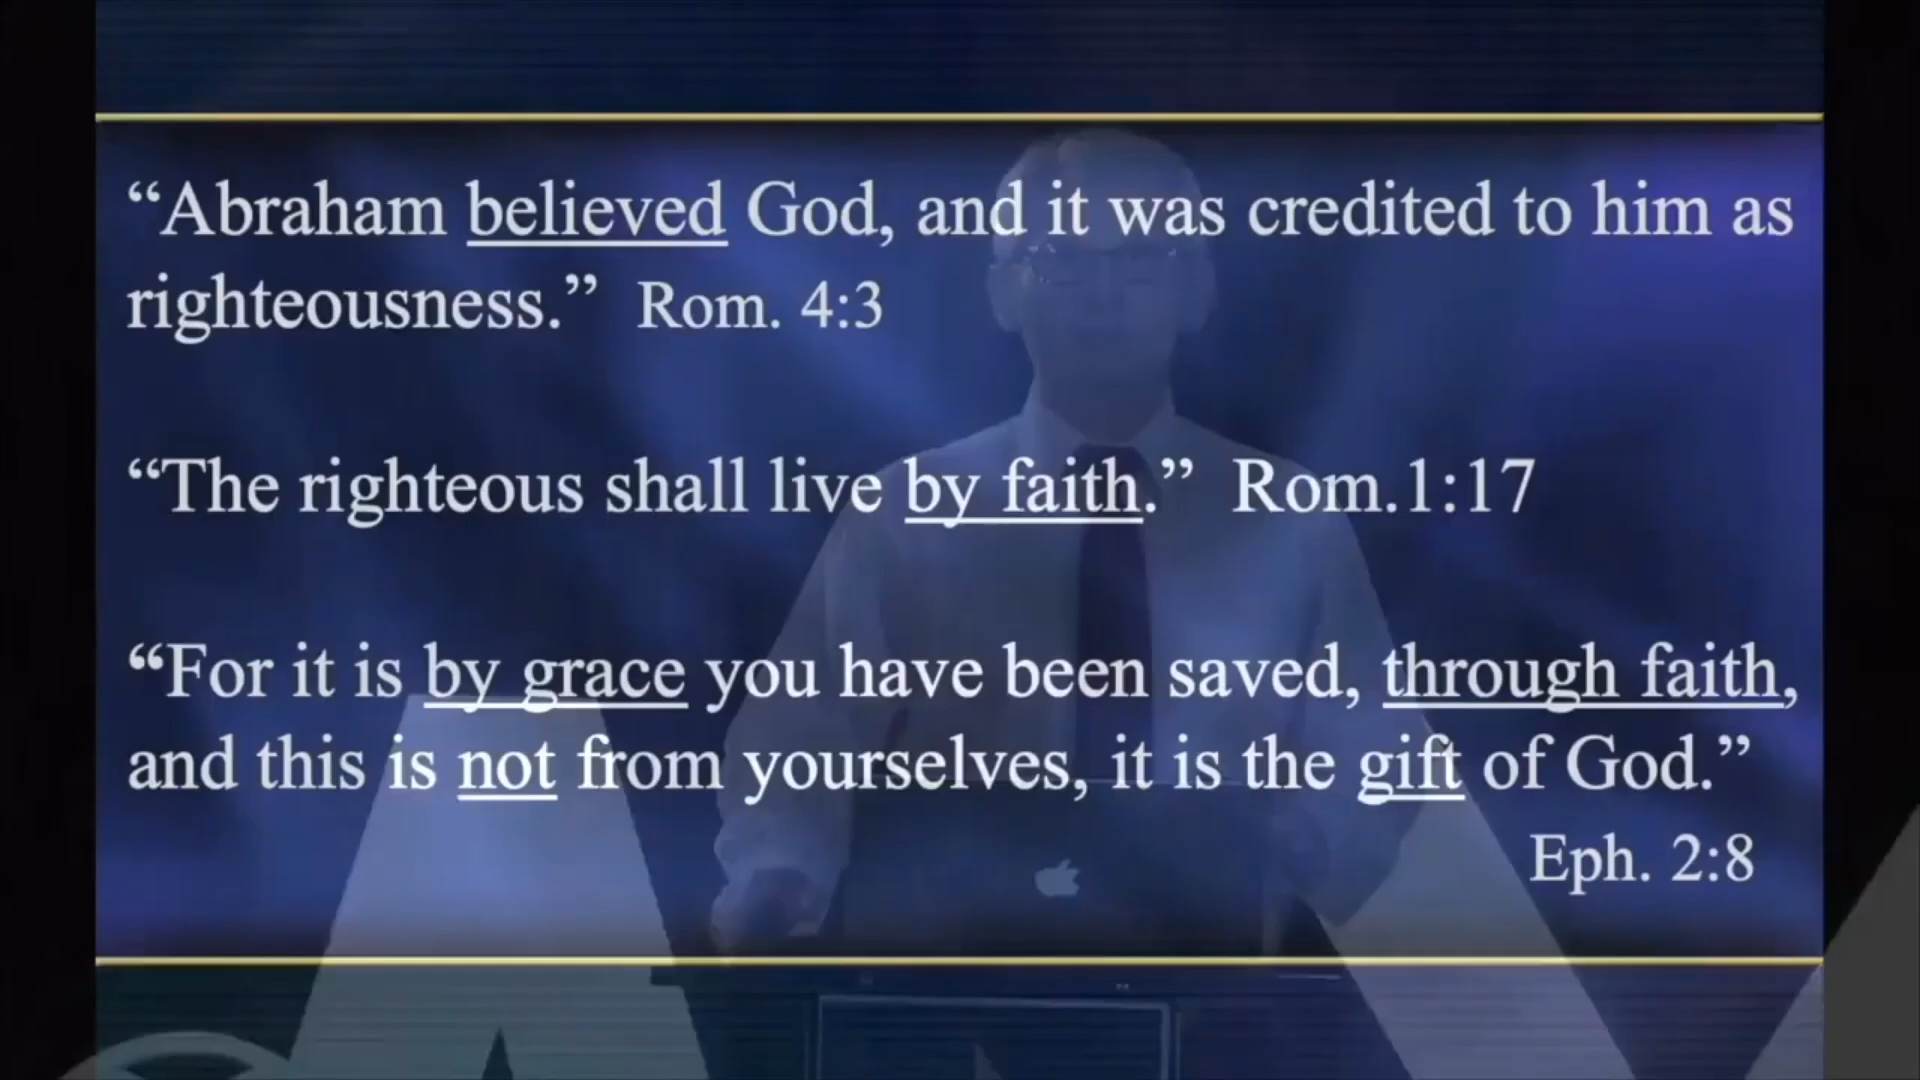 “Abraham believed God, and it was credited to him as
righteousness.” Rom. 4:3
“The righteous shall live by faith.” Rom.1:17
“For it is by grace you have been saved, through faith,
and this is not from yourselves, it is the gift of God.”
Eph. 2:8